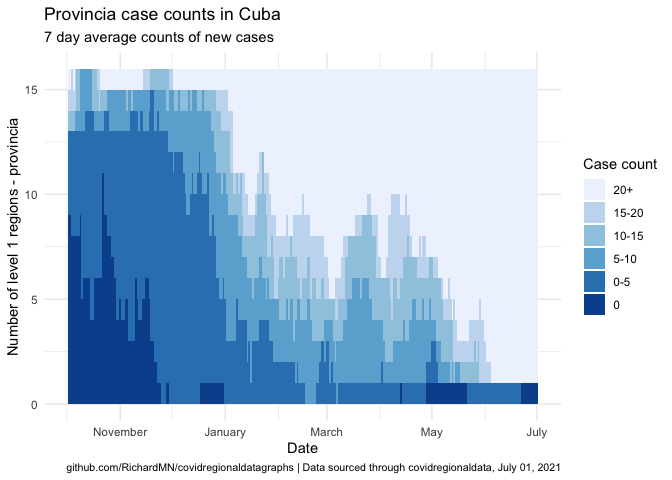 Provincia case counts in Cuba
7 day average counts of new cases
Number of level 1 regions - provincia
15
10
5
0
November
January
March
May
July
Date
Case count
20+
15-20
10-15
5-10
0-5
0
github.com/RichardMN/covidregionaldatagraphs | Data sourced through covidregionaldata, July 01, 2021